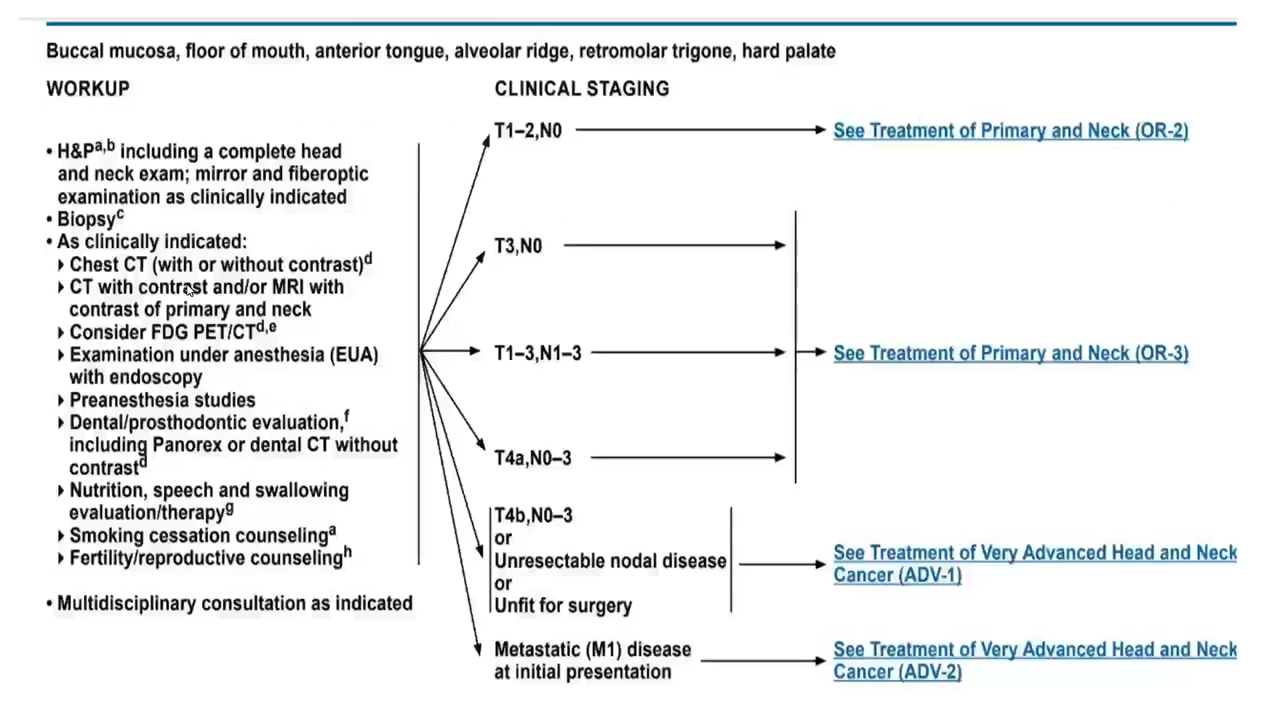 Buccal mucosa, floor of mouth, anterior tongue, alveolar ridge, retromolar trigone, hard palate
WORKUP
• H&Pa,b including a complete head
and neck exam; mirror and fiberoptic
examination as clinically indicated
• Biopsyc
• As clinically indicated:
Chest CT (with or without contrast)d
CT with contrast and/or MRI with
contrast of primary and neck
Consider FDG PET/CTd,e
Examination under anesthesia (EUA)
with endoscopy
Preanesthesia studies
Dental/prosthodontic evaluation,f
including Panorex or dental CT without
contrastd
Nutrition, speech and swallowing
evaluation/therapyg
Smoking cessation counselinga
Fertility/reproductive counselingh
• Multidisciplinary consultation as indicated
CLINICAL STAGING
T1–2,N0
T3,N0
T1–3,N1–3
T4a,N0–3
T4b,N0–3
or
Unresectable nodal disease
or
Unfit for surgery
Metastatic (M1) disease
at initial presentation
See Treatment of Primary and Neck (OR-2)
See Treatment of Primary and Neck (OR-3)
See Treatment of Very Advanced Head and Neck
Cancer (ADV-1)
See Treatment of Very Advanced Head and Neck
Cancer (ADV-2)